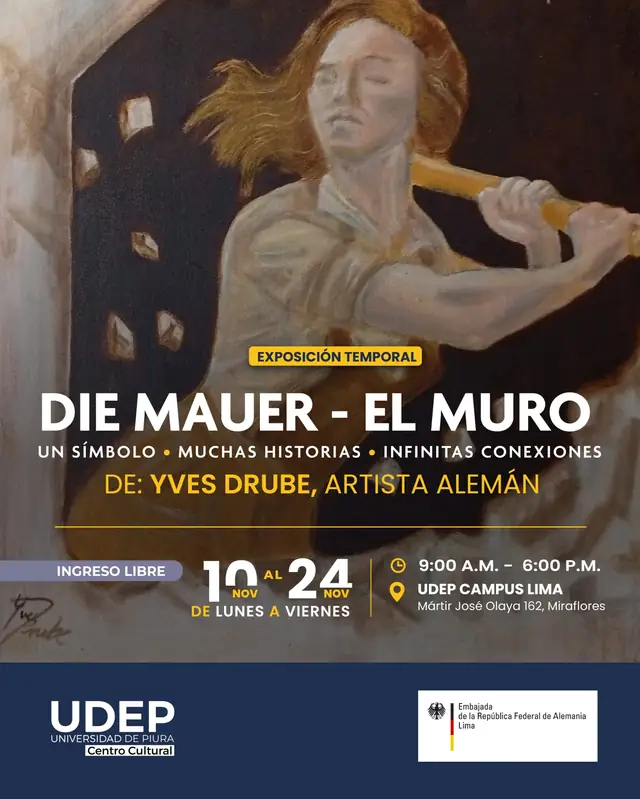 EXPOSICIÓN TEMPORAL
DIE MAUER - EL MURO
UN SÍMBOLO • MUCHAS HISTORIAS • INFINITAS CONEXIONES
DE: YVES DRUBE, ARTISTA ALEMÁN
INGRESO LIBRE
10 NOV AL 24 NOV
DE LUNES A VIERNES
9:00 A.M. - 6:00 P.M.
UDEP CAMPUS LIMA
Mártir José Olaya 162, Miraflores
UDEP
UNIVERSIDAD DE PIURA
Centro Cultural
Embajada
de la República Federal de Alemania
Lima